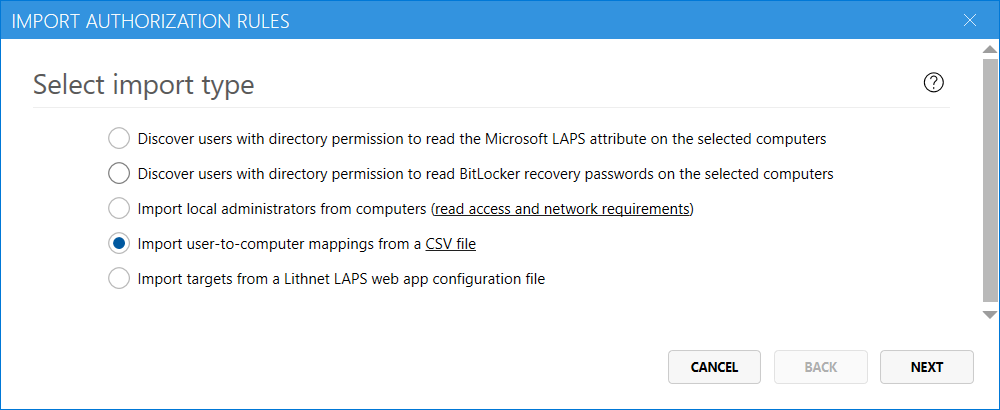 IMPORT AUTHORIZATION RULES
Select import type
Discover users with directory permission to read the Microsoft LAPS attribute on the selected computers
Discover users with directory permission to read BitLocker recovery passwords on the selected computers
Import local administrators from computers (read access and network requirements)
Import user-to-computer mappings from a CSV file
Import targets from a Lithnet LAPS web app configuration file
CANCEL BACK NEXT